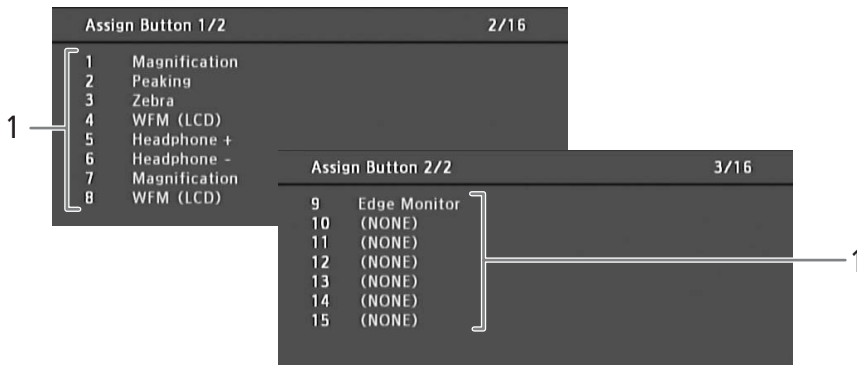 Assign Button 1/2 2/16
1 Magnification
2 Peaking
3 Zebra
4 WFM (LCD)
5 Headphone +
6 Headphone -
7 Magnification
8 WFM (LCD)
1
Assign Button 2/2 3/16
9 Edge Monitor
10 (NONE)
11 (NONE)
12 (NONE)
13 (NONE)
14 (NONE)
15 (NONE)
1